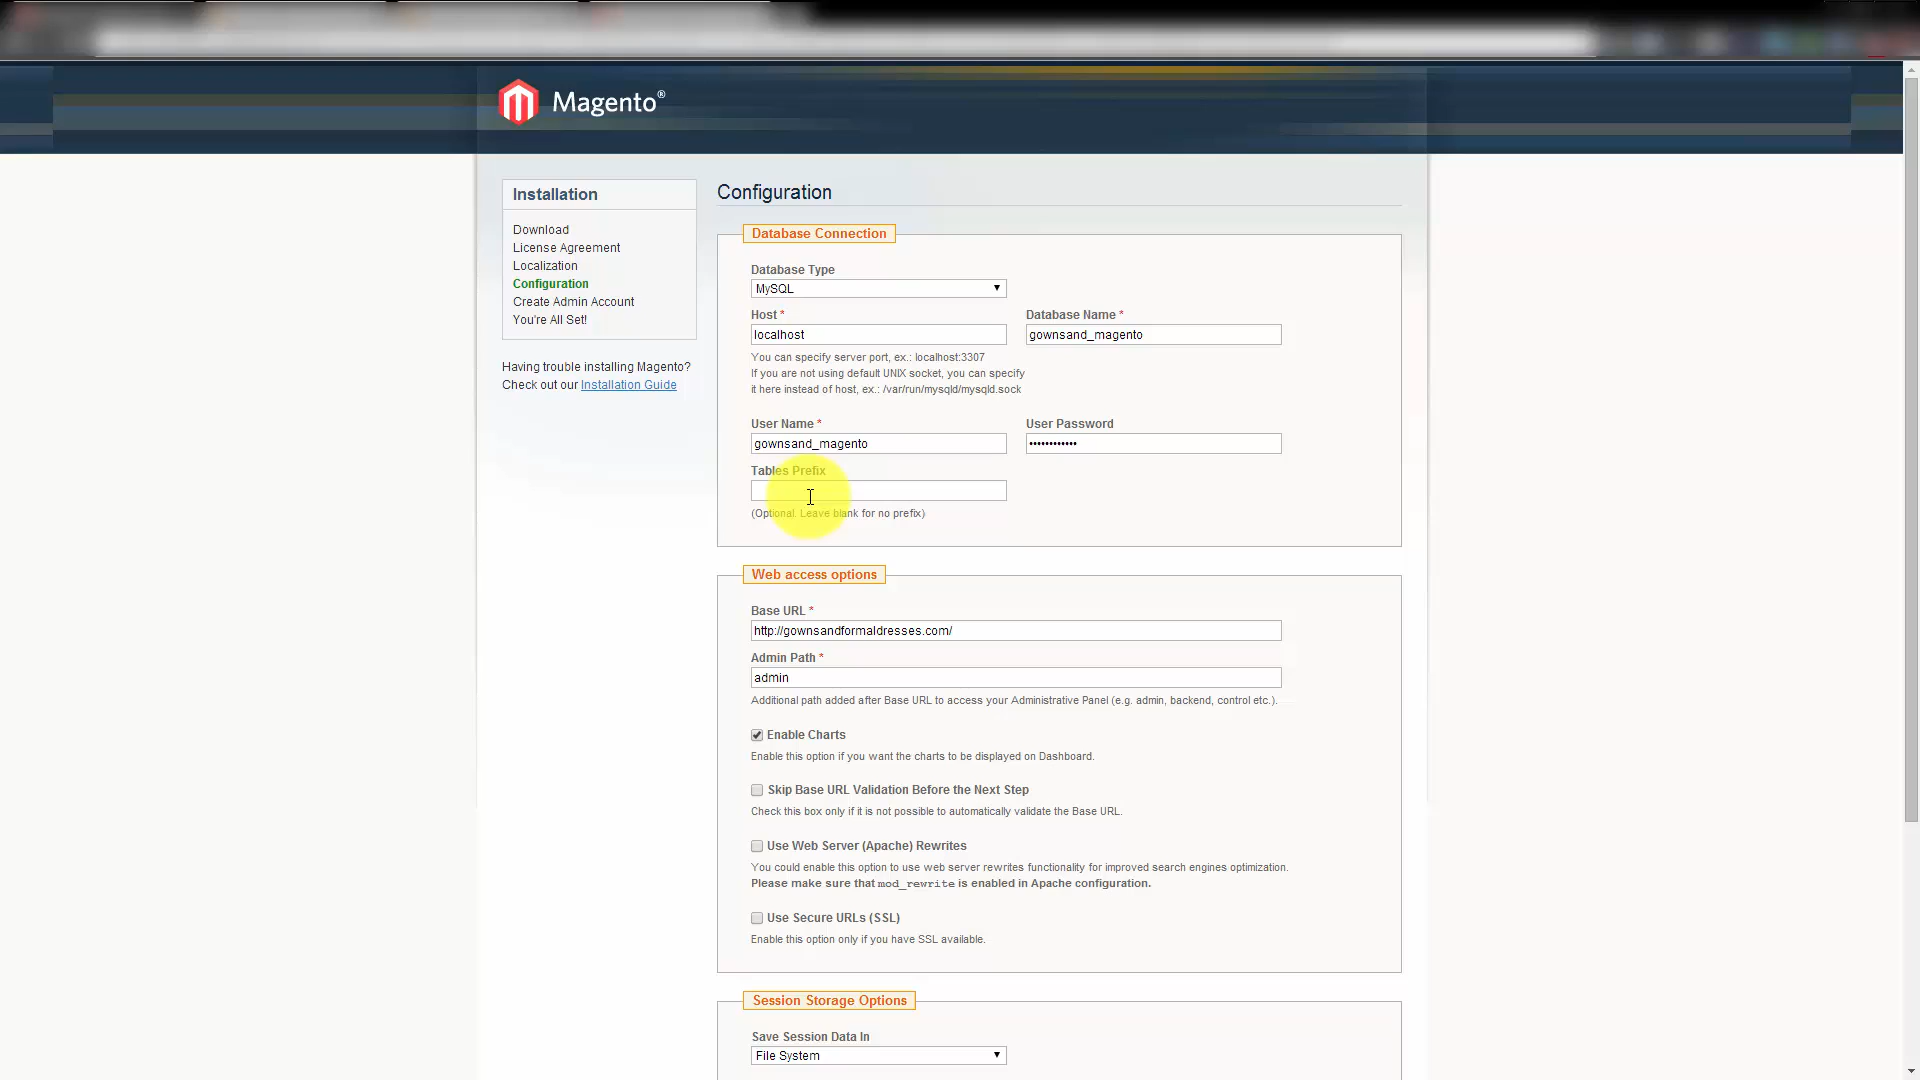 Magento®
Installation
Download
License Agreement
Localization
Configuration
Create Admin Account
You're All Set!
Having trouble installing Magento?
Check out our Installation Guide
Configuration
Database Connection
Database Type
MySQL
Host *
localhost
Database Name *
gownsand_magento
You can specify server port, ex.: localhost:3307
If you are not using default UNIX socket, you can specify
it here instead of host, ex.: /var/run/mysqld/mysqld.sock
User Name *
gownsand_magento
User Password
••••••••••••
Tables Prefix
(Optional. Leave blank for no prefix)
Web access options
Base URL *
http://gownsandformaldresses.com/
Admin Path *
admin
Additional path added after Base URL to access your Administrative Panel (e.g. admin, backend, control etc.).
Enable Charts
Enable this option if you want the charts to be displayed on Dashboard.
Skip Base URL Validation Before the Next Step
Check this box only if it is not possible to automatically validate the Base URL.
Use Web Server (Apache) Rewrites
You could enable this option to use web server rewrites functionality for improved search engines optimization.
Please make sure that mod_rewrite is enabled in Apache configuration.
Use Secure URLs (SSL)
Enable this option only if you have SSL available.
Session Storage Options
Save Session Data In
File System